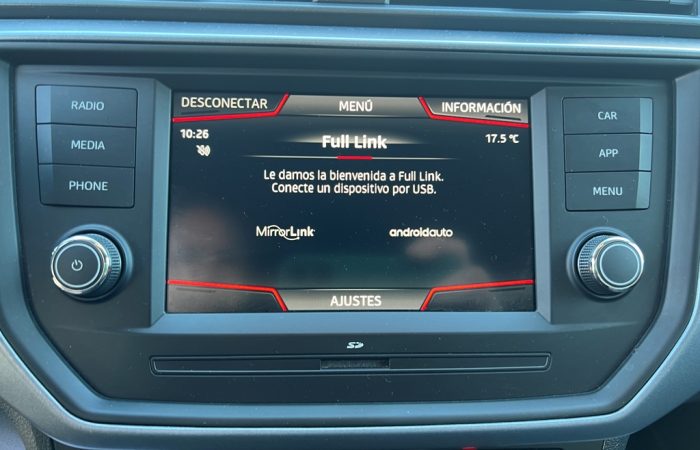 RADIO
MEDIA
PHONE
DESCONECTAR
MENÚ
INFORMACIÓN
10:26
Full Link
17.5 °C
Le damos la bienvenida a Full Link.
Conecte un dispositivo por USB.
MirrorLink
androidauto
AJUSTES
CAR
APP
MENU
SD